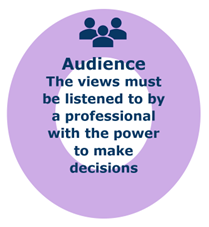 Audience
The views must
be listened to by
a professional
with the power
to make
decisions